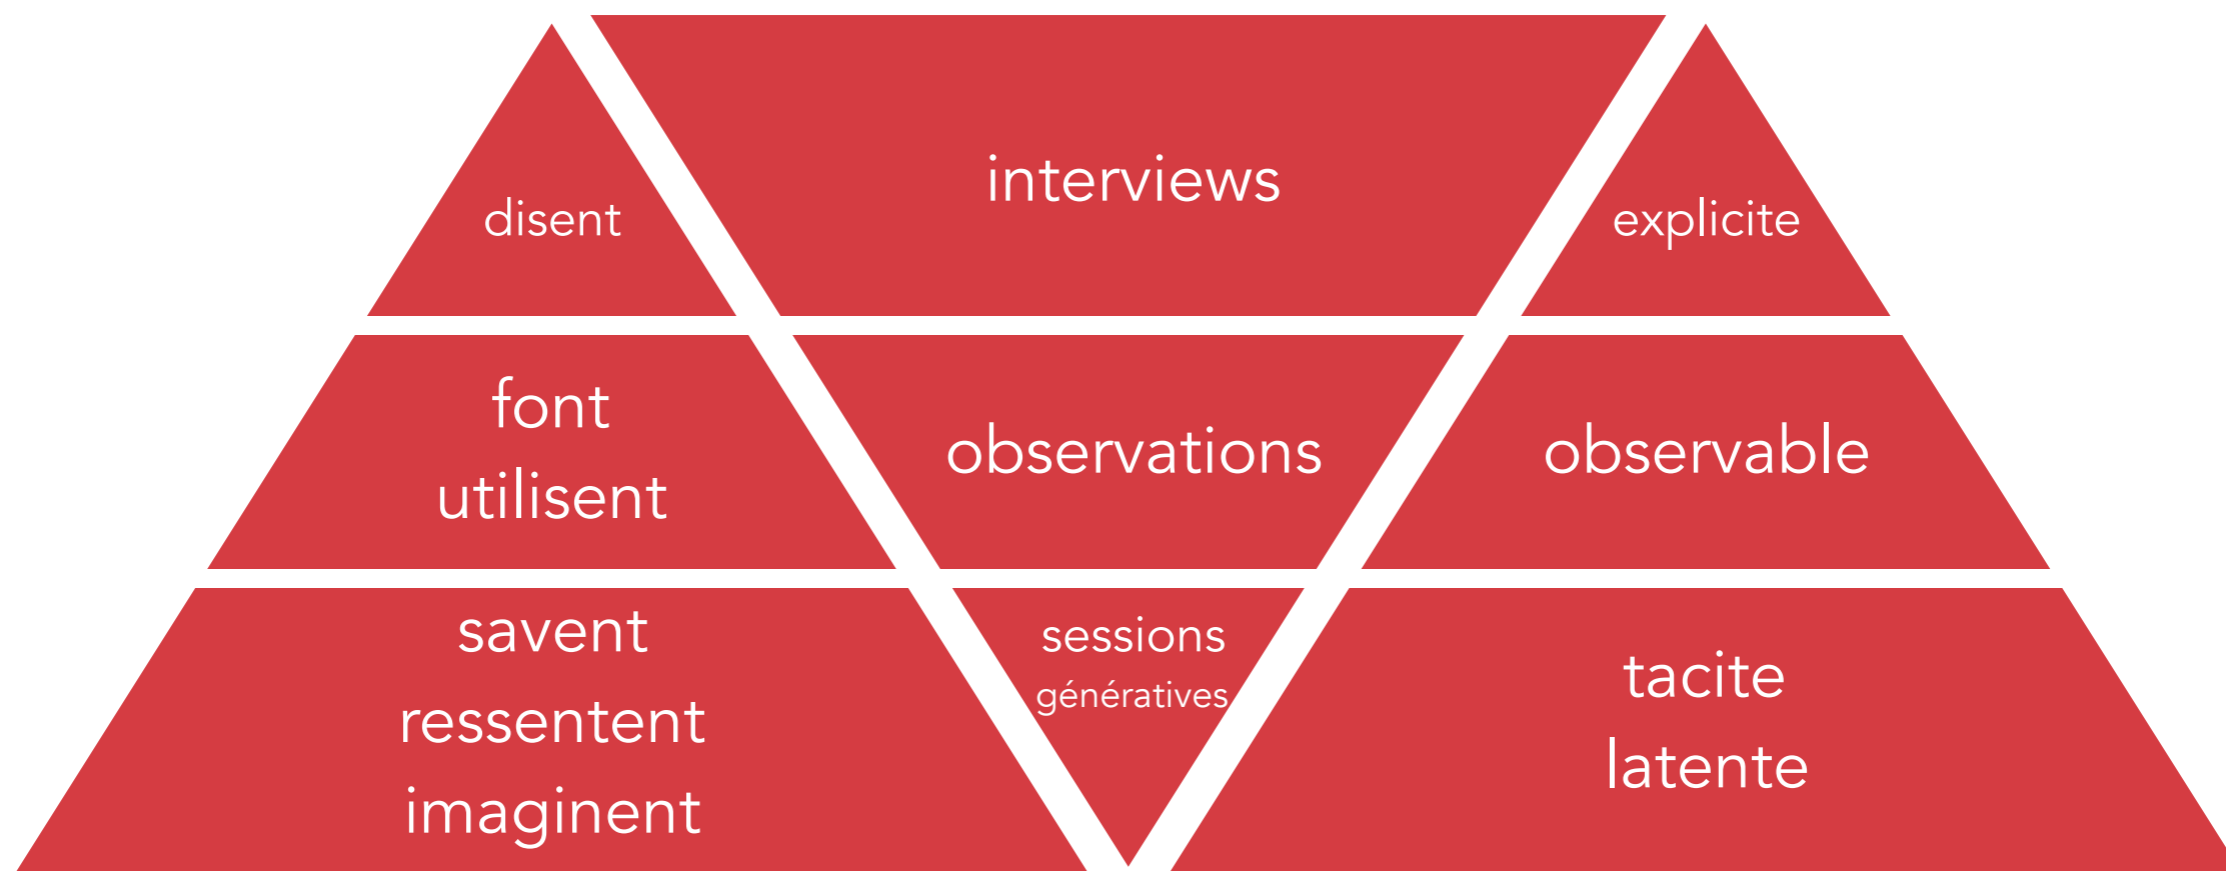 disent
interviews
explicite
font
utilisent
observations
observable
savent
ressentent
imaginent
sessions
génératives
tacite
latente